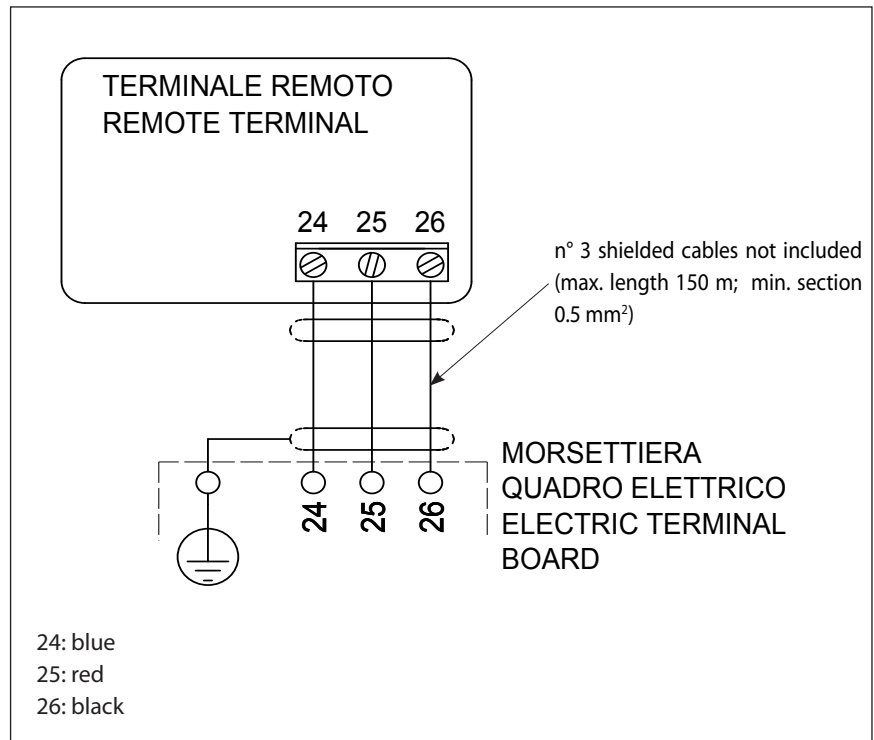 TERMINALE REMOTO
REMOTE TERMINAL
24 25 26
n° 3 shielded cables not included
(max. length 150 m; min. section
0.5 mm²)
MORSETTIERA
QUADRO ELETTRICO
ELECTRIC TERMINAL
BOARD
24 25 26
24: blue
25: red
26: black